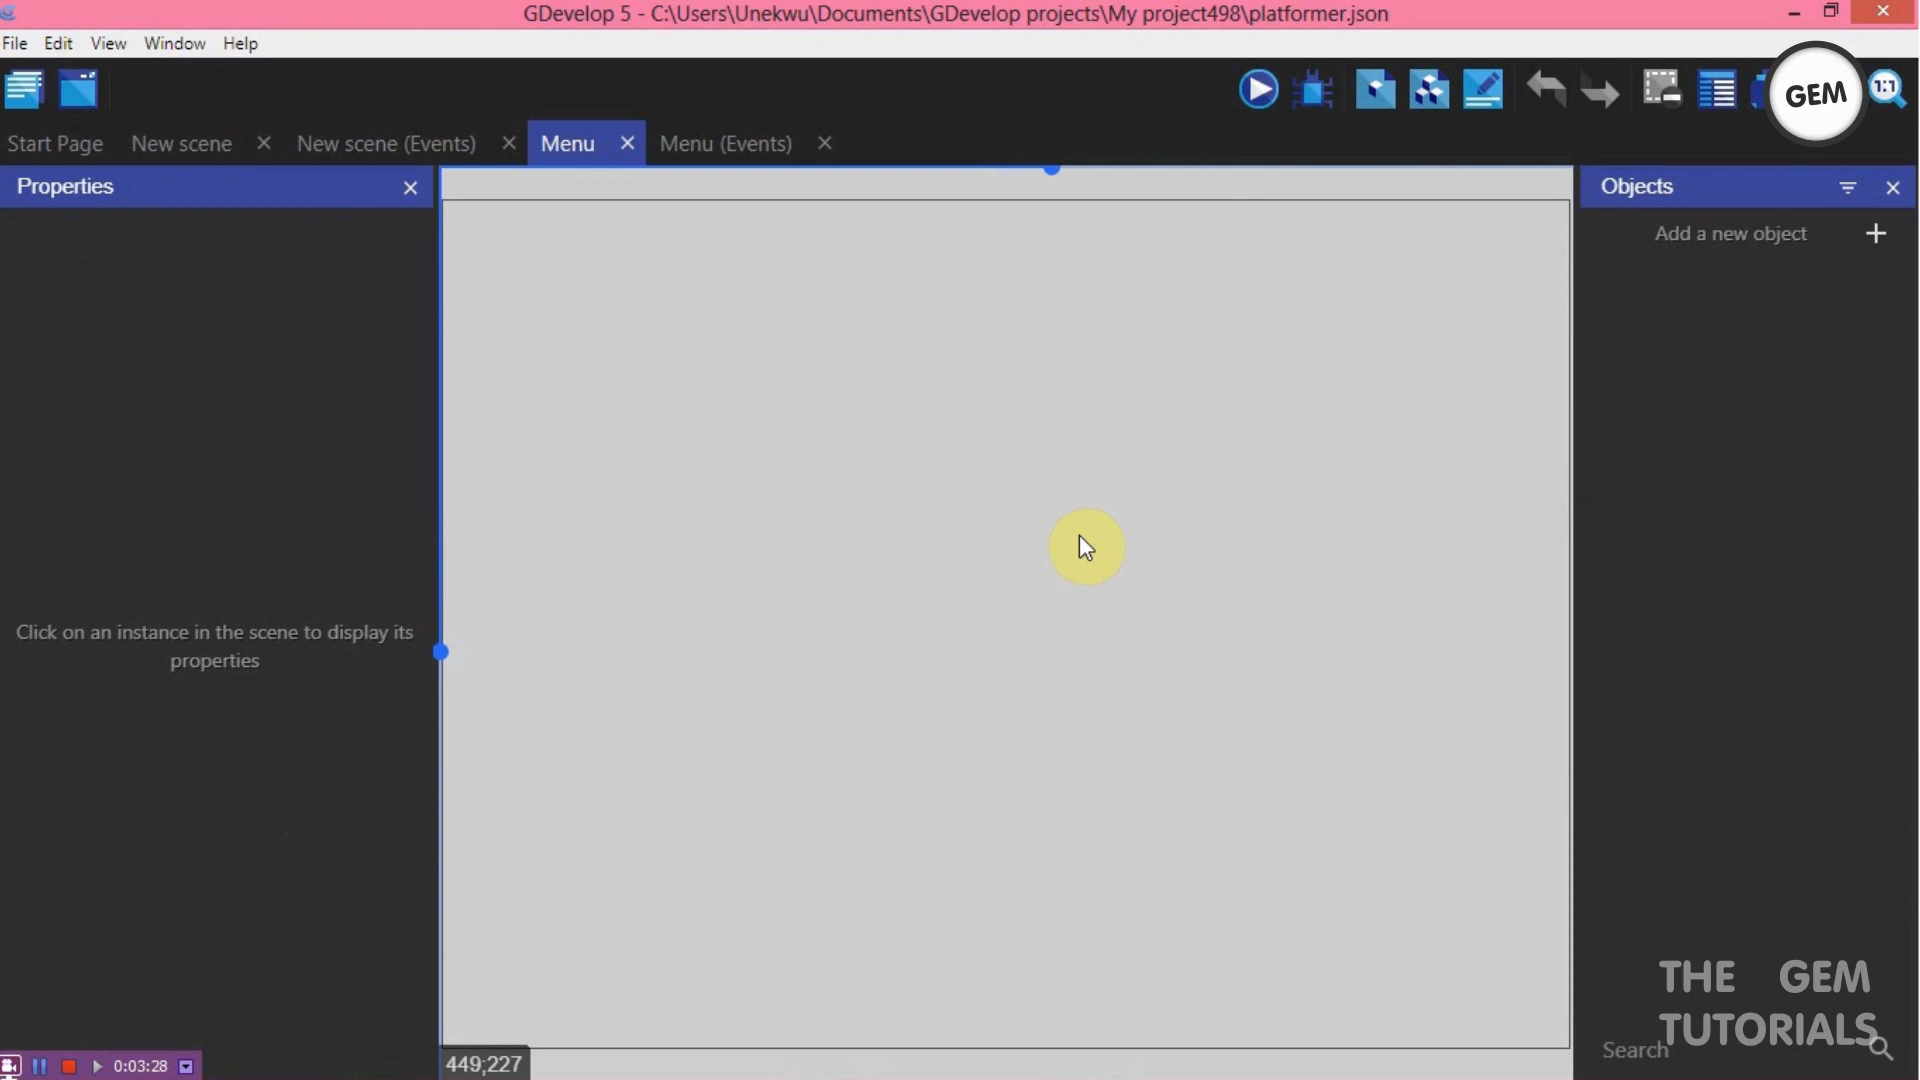 GDevelop 5 - C:\Users\Unekwu\Documents\GDevelop projects\My project498\platformer.json
File Edit View Window Help
1:1
GEM
Start Page New scene New scene (Events) Menu Menu (Events)
Properties
Objects
Add a new object
Click on an instance in the scene to display its
properties
THE GEM
TUTORIALS
Search
0:03:28
449;227